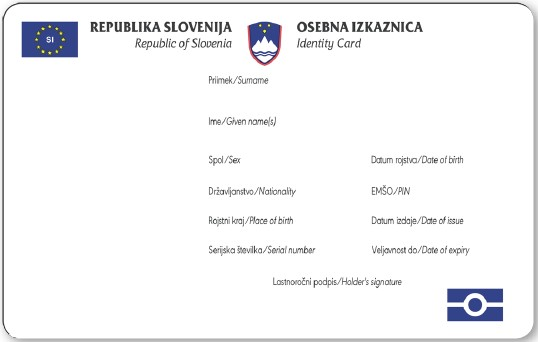 SI
REPUBLIKA SLOVENIJA
Republic of Slovenia
OSEBNA IZKAZNICA
Identity Card
Priimek/Surname
Ime/Given name(s)
Spol/Sex
Datum rojstva/Date of birth
Državljanstvo/Nationality
EMŠO/PIN
Rojstni kraj/Place of birth
Datum izdaje/Date of issue
Serijska številka/Serial number
Veljavnost do/Date of expiry
Lastnoročni podpis/Holder's signature